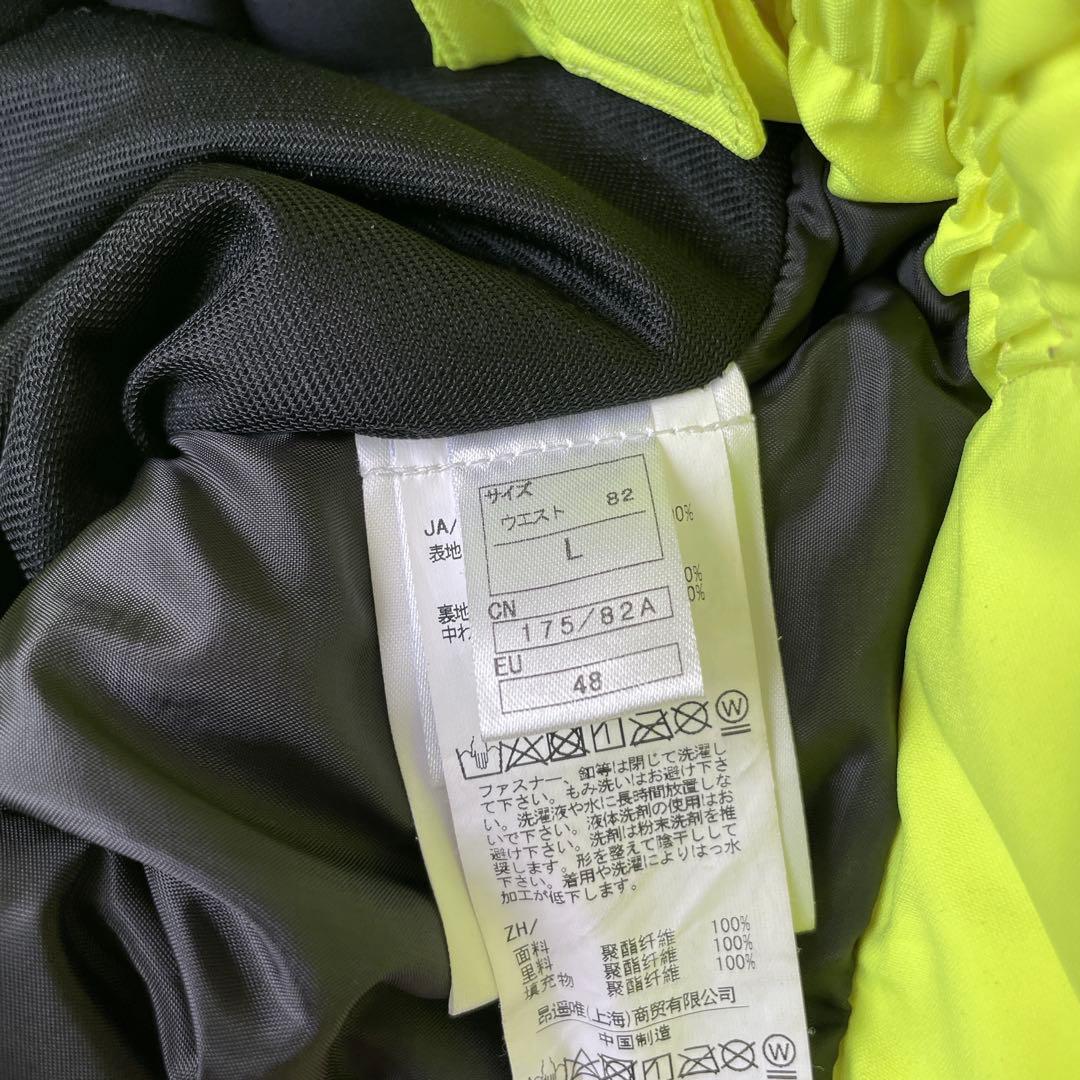 サイズ
ウエスト 82
L
CN
175/82A
EU
48
JA/
表地 0%
0%
裏地 0%
中わ
W
ファスナー、釦等は閉じて洗濯し
て下さい。もみ洗いはお避け下さ
い。洗濯液や水に長時間放置しな
いで下さい。液体洗剤の使用はお
避け下さい。洗剤は粉末洗剤を推
奨します。形を整えて陰干しして
下さい。着用や洗濯によりはっ水
加工が低下します。
ZH/
面料 聚酯纤维 100%
里料 聚酯纤维 100%
填充物 聚酯纤维 100%
昂遥唯(上海)商贸有限公司
中国制造
W